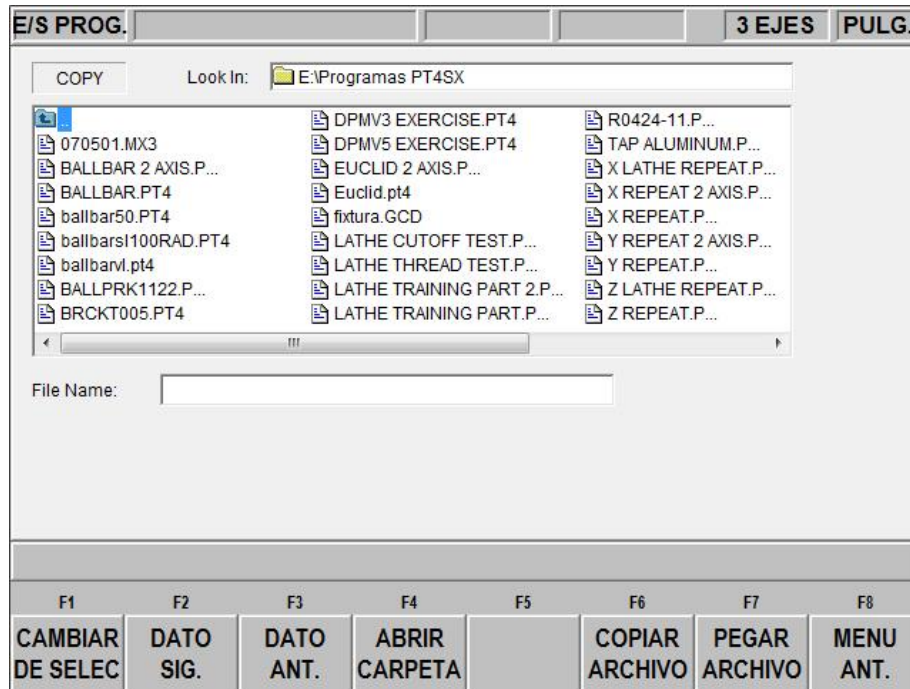 E/S PROG.
3 EJES
PULG.
COPY
Look In:
E:\Programas PT4SX
..
070501.MX3
BALLBAR 2 AXIS.P...
BALLBAR.PT4
ballbar50.PT4
ballbarsl100RAD.PT4
ballbarvl.pt4
BALLPRK1122.P...
BRCKT005.PT4
DPMV3 EXERCISE.PT4
DPMV5 EXERCISE.PT4
EUCLID 2 AXIS.P...
Euclid.pt4
fixtura.GCD
LATHE CUTOFF TEST.P...
LATHE THREAD TEST.P...
LATHE TRAINING PART 2.P...
LATHE TRAINING PART.P...
R0424-11.P...
TAP ALUMINUM.P...
X LATHE REPEAT.P...
X REPEAT 2 AXIS.P...
X REPEAT.P...
Y REPEAT 2 AXIS.P...
Y REPEAT.P...
Z LATHE REPEAT.P...
Z REPEAT.P...
File Name:
F1 F2 F3 F4 F5 F6 F7 F8
CAMBIAR DATO DATO ABRIR COPIAR PEGAR MENU
DE SELEC SIG. ANT. CARPETA ARCHIVO ARCHIVO ANT.